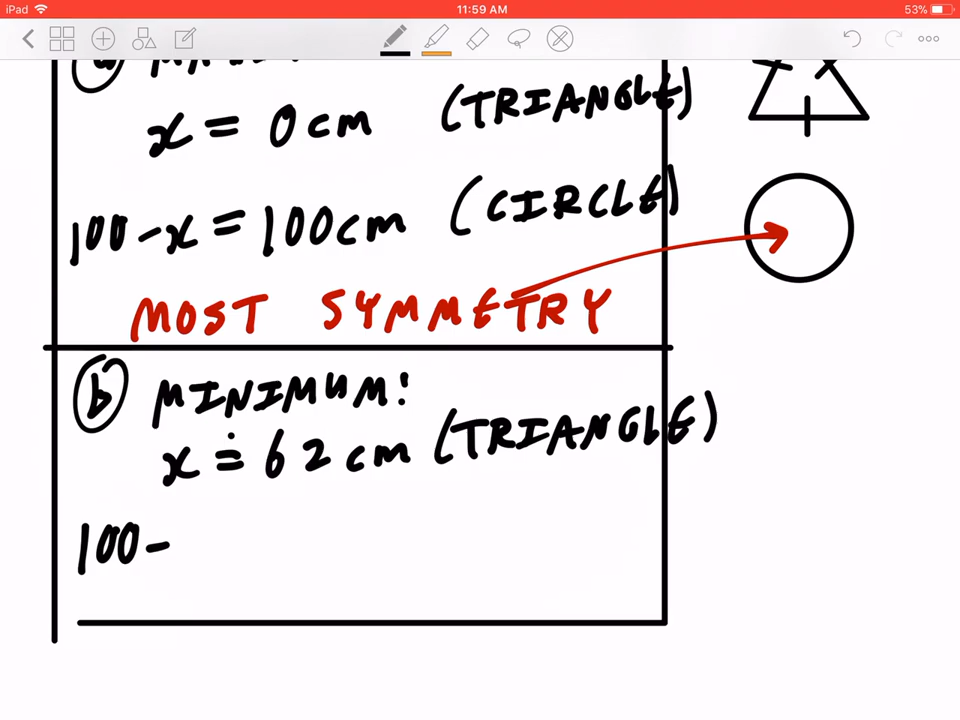 iPad 11:59 AM 53%
x = 0cm (TRIANGLE)
100-x = 100cm (CIRCLE)
MOST SYMMETRY
(b) MINIMUM:
x ≐ 62cm (TRIANGLE)
100-